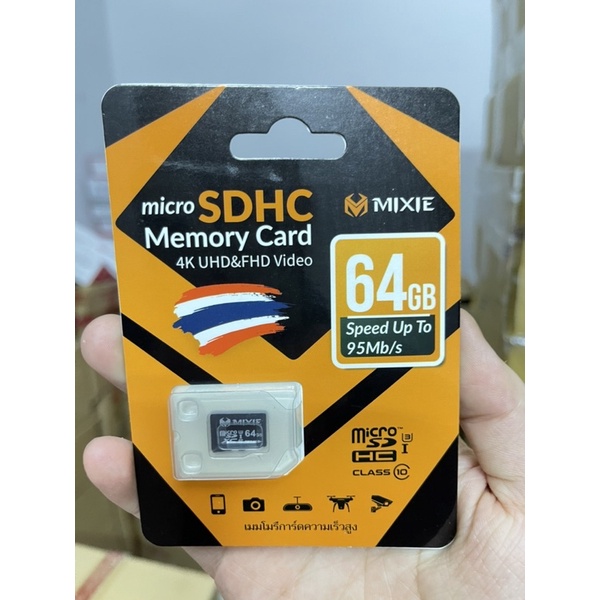 micro SDHC
Memory Card
4K UHD&FHD Video
MIXIE
64GB
Speed Up To
95Mb/s
MIXIE
64
micro
SD
HC
3
I
CLASS 10
เมมโมรีการ์ดความเร็วสูง